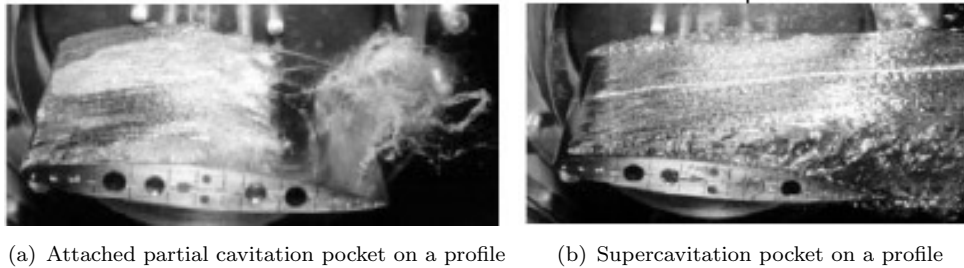 (a) Attached partial cavitation pocket on a profile
(b) Supercavitation pocket on a profile